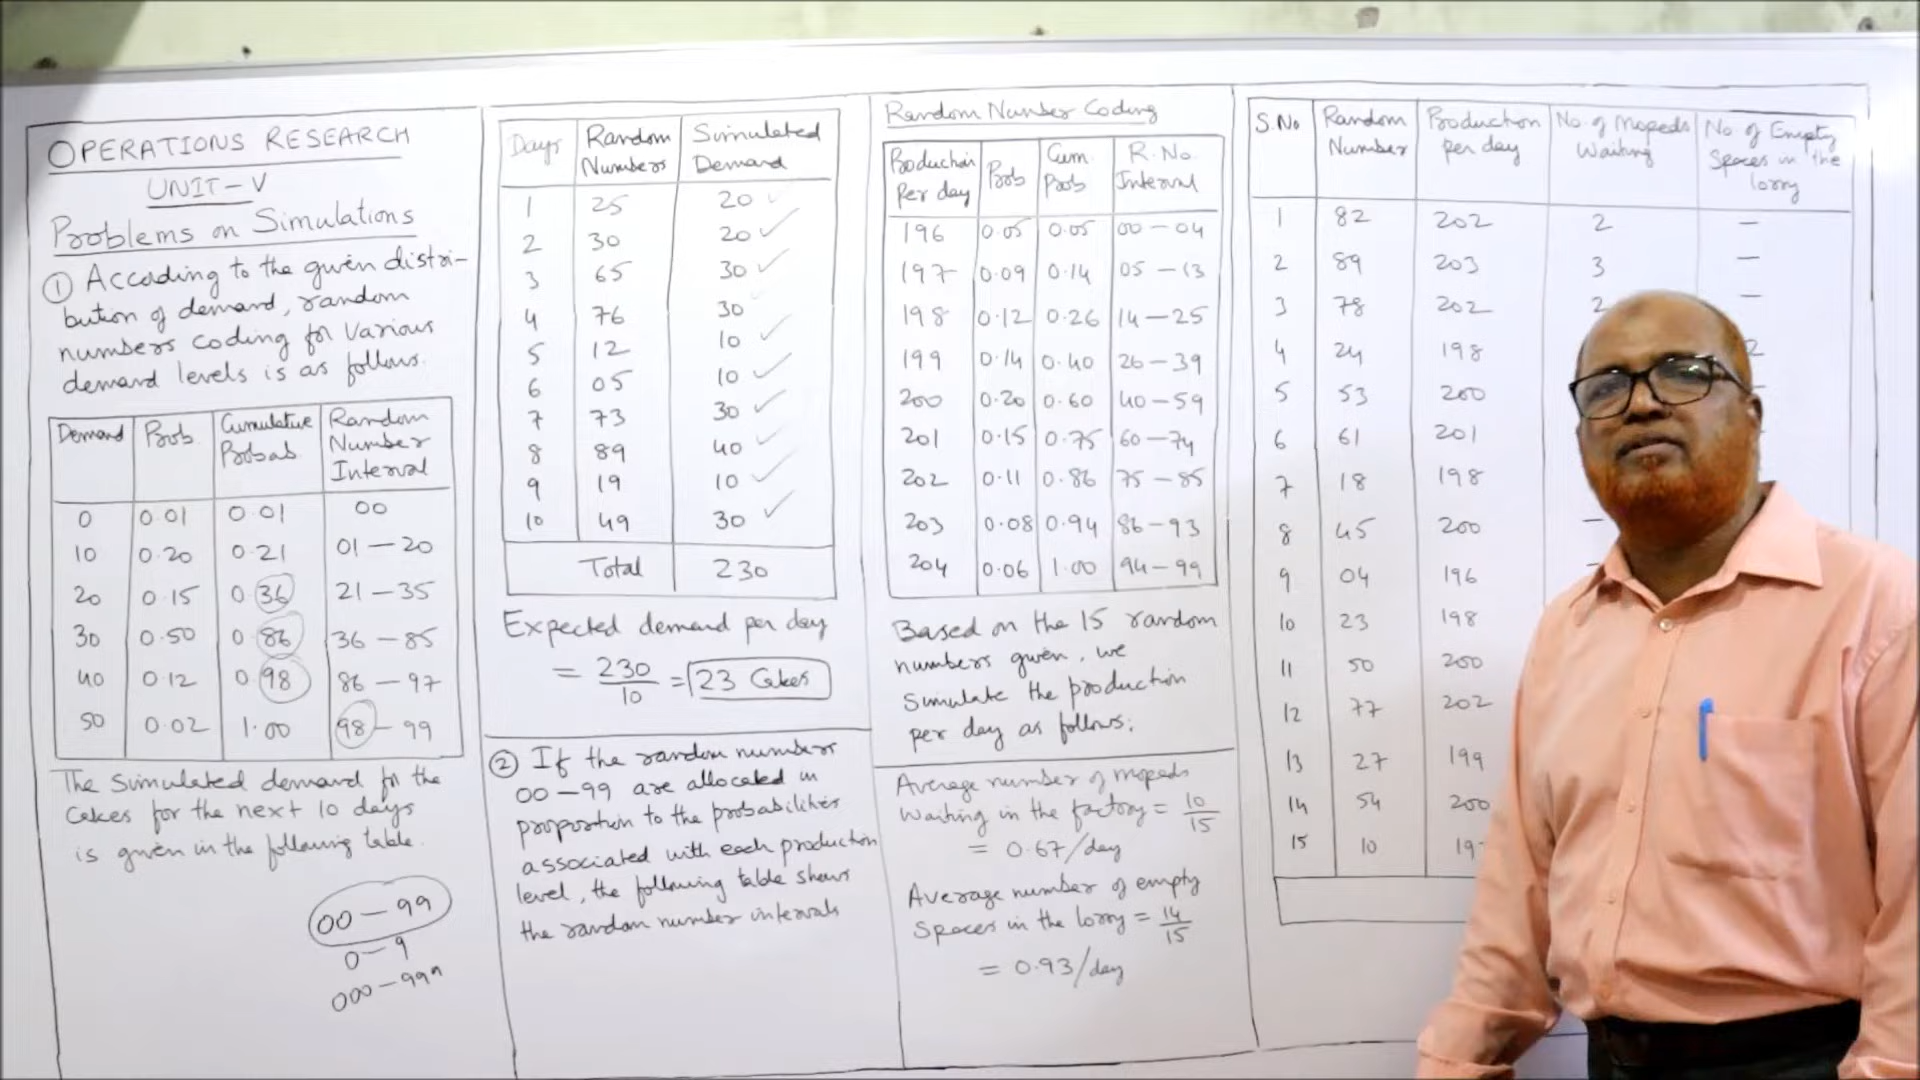 OPERATIONS RESEARCH
UNIT-V
Problems on Simulations
① According to the given distri-
bution of demand, random
numbers coding for various
demand levels is as follows.
Demand Prob. Cumulative Probab Random Number Interval
0 0.01 0.01 00
10 0.20 0.21 01-20
20 0.15 0.36 21-35
30 0.50 0.86 36-85
40 0.12 0.98 86-97
50 0.02 1.00 98-99
The simulated demand for the
Cakes for the next 10 days
is given in the following table.
00-99
0-9
000-999
Days Random Numbers Simulated Demand
1 25 20 ✓
2 30 20 ✓
3 65 30 ✓
4 76 30
5 12 10 ✓
6 05 10 ✓
7 73 30 ✓
8 89 40 ✓
9 19 10 ✓
10 49 30 ✓
Total 230
Expected demand per day
= 230/10 = 23 Cakes
② If the random numbers
00-99 are allocated in
proportion to the probabilities
associated with each production
level, the following table shows
the random number intervals
Random Number Coding
Production Per day Prob Cum. Prob R. No. Interval
196 0.05 0.05 00-04
197 0.09 0.14 05-13
198 0.12 0.26 14-25
199 0.14 0.40 26-39
200 0.20 0.60 40-59
201 0.15 0.75 60-74
202 0.11 0.86 75-85
203 0.08 0.94 86-93
204 0.06 1.00 94-99
Based on the 15 random
numbers given, we
Simulate the production
per day as follows:
Average number of mopeds
Waiting in the factory = 10/15
= 0.67/day
Average number of empty
Spaces in the lorry = 14/15
= 0.93/day
S.No Random Number Production per day No. of Mopeds Waiting No of Empty Spaces in the lorry
1 82 202 2 -
2 89 203 3 -
3 78 202 2 -
4 24 198 2
5 53 200 -
6 61 201
7 18 198
8 45 200 -
9 04 196 -
10 23 198
11 50 200
12 77 202
13 27 199
14 54 200
15 10 19